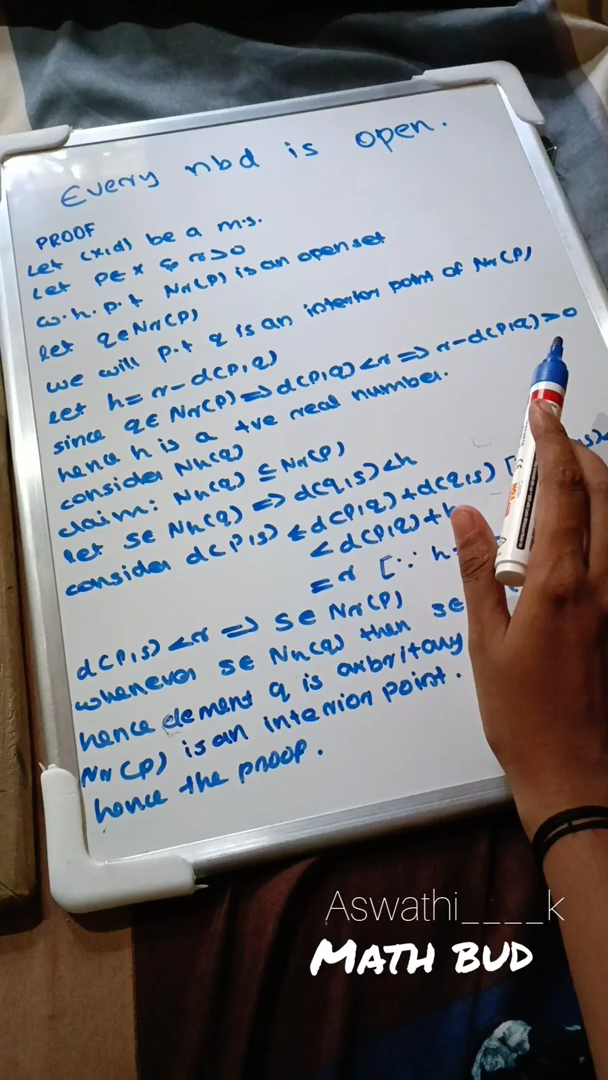 Every nbd is open.
PROOF
Let (x,d) be a m.s.
Let p∈ x & r>0
w.h.p.t Nr(p) is an open set
let q∈Nr(p)
we will p.t q is an interior point of Nr(p)
Let h= r-d(p,q)
since q∈ Nr(p) ⇒ d(p,q)<r ⇒ r-d(p,q)>0
hence h is a +ve real number.
consider Nh(q)
claim: Nh(q) ⊆ Nr(p)
let s∈ Nh(q) ⇒ d(q,s)<h
consider d(p,s) ≤ d(p,q)+d(q,s) [
< d(p,q)+h
= r [∵ h=
d(p,s)<r ⇒ s∈ Nr(p)
whenever s∈ Nh(q) then s∈
hence element q is arbritary
Nr(p) is an interior point.
hence the proof.
Aswathi____k
MATH BUD